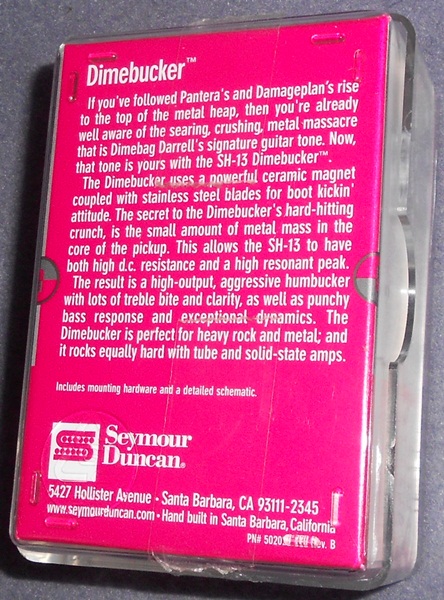 Dimebucker™
If you've followed Pantera's and Damageplan's rise
to the top of the metal heap, then you're already
well aware of the searing, crushing, metal massacre
that is Dimebag Darrell's signature guitar tone. Now,
that tone is yours with the SH-13 Dimebucker™.
The Dimebucker uses a powerful ceramic magnet
coupled with stainless steel blades for boot kickin'
attitude. The secret to the Dimebucker's hard-hitting
crunch, is the small amount of metal mass in the
core of the pickup. This allows the SH-13 to have
both high d.c. resistance and a high resonant peak.
The result is a high-output, aggressive humbucker
with lots of treble bite and clarity, as well as punchy
bass response and exceptional dynamics. The
Dimebucker is perfect for heavy rock and metal; and
it rocks equally hard with tube and solid-state amps.
Includes mounting hardware and a detailed schematic.
Seymour
Duncan®
5427 Hollister Avenue • Santa Barbara, CA 93111-2345
www.seymourduncan.com • Hand built in Santa Barbara, California
PN# Rev. B